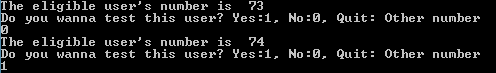 The eligible user's number is  73
Do you wanna test this user? Yes:1, No:0, Quit: Other number
0
The eligible user's number is  74
Do you wanna test this user? Yes:1, No:0, Quit: Other number
1